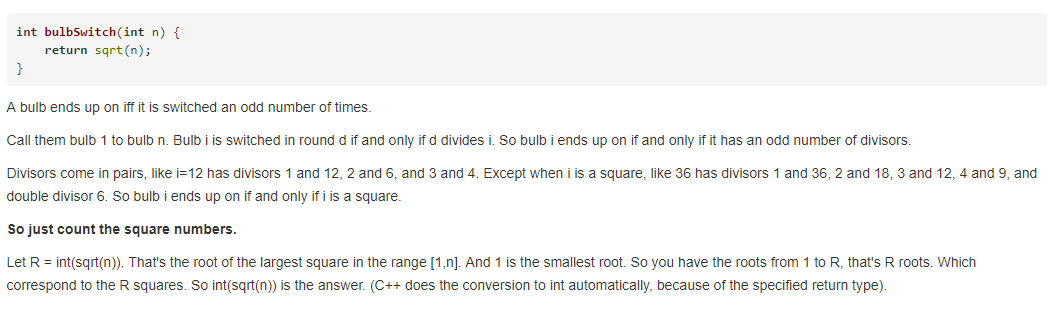 int bulbSwitch(int n) {
    return sqrt(n);
}
A bulb ends up on iff it is switched an odd number of times.
Call them bulb 1 to bulb n. Bulb i is switched in round d if and only if d divides i. So bulb i ends up on if and only if it has an odd number of divisors.
Divisors come in pairs, like i=12 has divisors 1 and 12, 2 and 6, and 3 and 4. Except when i is a square, like 36 has divisors 1 and 36, 2 and 18, 3 and 12, 4 and 9, and
double divisor 6. So bulb i ends up on if and only if i is a square.
So just count the square numbers.
Let R = int(sqrt(n)). That's the root of the largest square in the range [1,n]. And 1 is the smallest root. So you have the roots from 1 to R, that's R roots. Which
correspond to the R squares. So int(sqrt(n)) is the answer. (C++ does the conversion to int automatically, because of the specified return type).